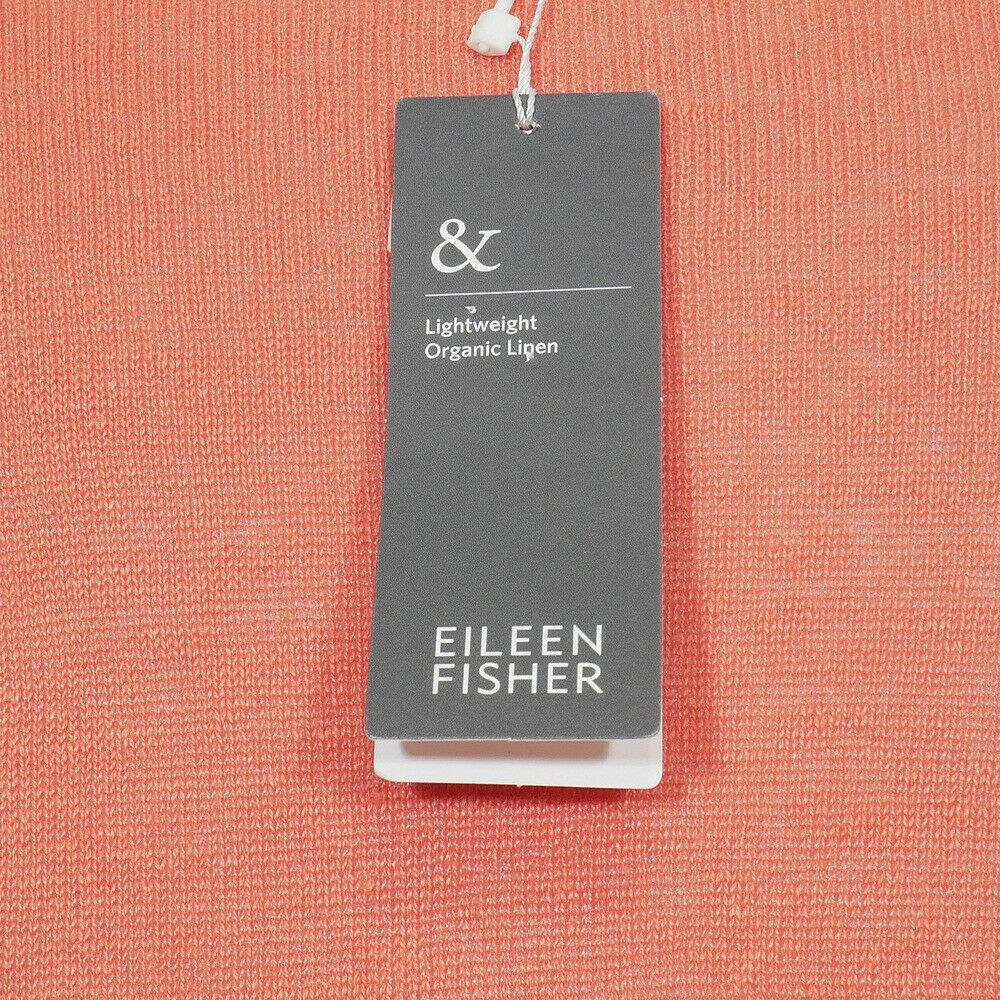 &
Lightweight
Organic Linen
EILEEN
FISHER